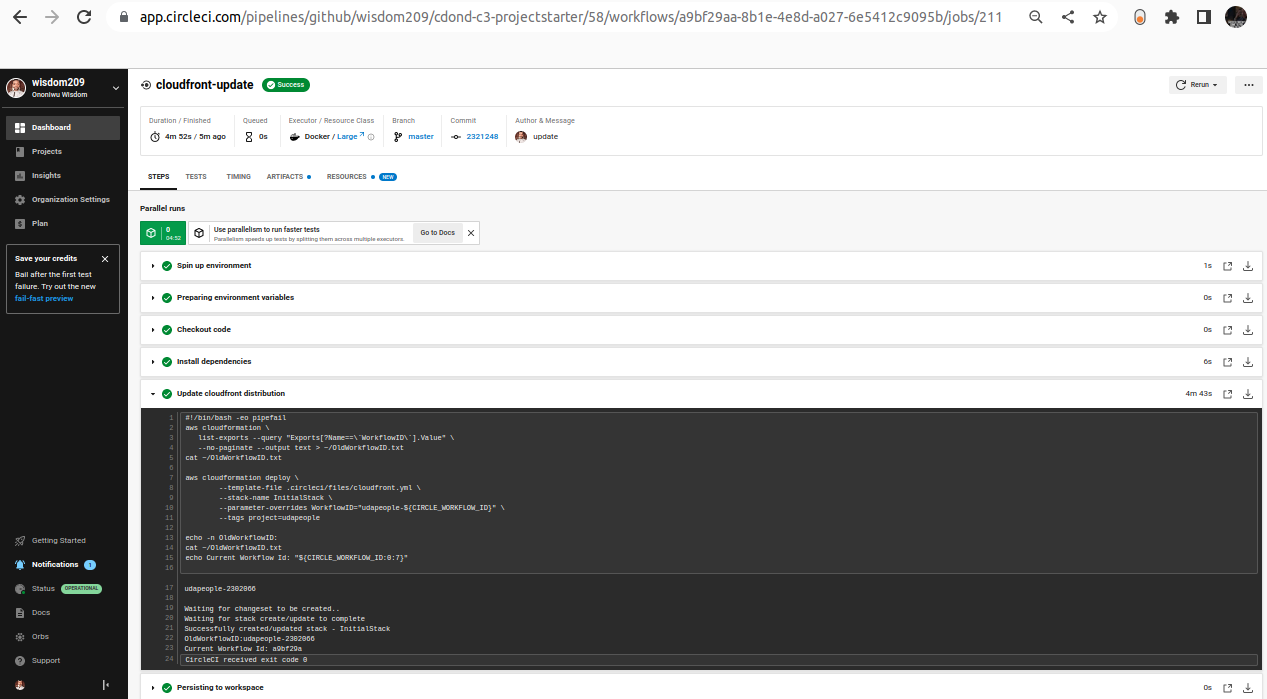 app.circleci.com/pipelines/github/wisdom209/cdond-c3-projectstarter/58/workflows/a9bf29aa-8b1e-4e8d-a027-6e5412c9095b/jobs/211
wisdom209
Ononiwu Wisdom
Dashboard
Projects
Insights
Organization Settings
Plan
Save your credits
Bail after the first test
failure. Try out the new
fail-fast preview
Getting Started
Notifications 1
Status OPERATIONAL
Docs
Orbs
Support
cloudfront-update Success
Rerun
Duration / Finished
4m 52s / 5m ago
Queued
0s
Executor / Resource Class
Docker / Large
Branch
master
Commit
2321248
Author & Message
update
STEPS TESTS TIMING ARTIFACTS RESOURCES NEW
Parallel runs
0
04:52
Use parallelism to run faster tests
Parallelism speeds up tests by splitting them across multiple executors.
Go to Docs
Spin up environment 1s
Preparing environment variables 0s
Checkout code 0s
Install dependencies 6s
Update cloudfront distribution 4m 43s
1 #!/bin/bash -eo pipefail
2 aws cloudformation \
3 list-exports --query "Exports[?Name==\`WorkflowID\`].Value" \
4 --no-paginate --output text > ~/OldWorkflowID.txt
5 cat ~/OldWorkflowID.txt
6
7 aws cloudformation deploy \
8 --template-file .circleci/files/cloudfront.yml \
9 --stack-name InitialStack \
10 --parameter-overrides WorkflowID="udapeople-${CIRCLE_WORKFLOW_ID}" \
11 --tags project=udapeople
12
13 echo -n OldWorkflowID:
14 cat ~/OldWorkflowID.txt
15 echo Current Workflow Id: "${CIRCLE_WORKFLOW_ID:0:7}"
16
17 udapeople-2302066
18
19 Waiting for changeset to be created..
20 Waiting for stack create/update to complete
21 Successfully created/updated stack - InitialStack
22 OldWorkflowID:udapeople-2302066
23 Current Workflow Id: a9bf29a
24 CircleCI received exit code 0
Persisting to workspace 0s